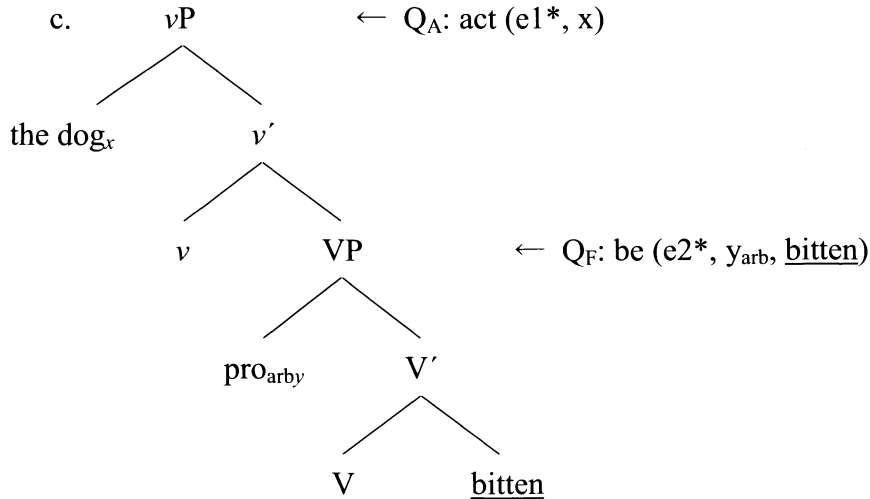 c. vP ← Q_A: act (e1*, x)
the dog_x v´
v VP ← Q_F: be (e2*, y_arb, bitten)
pro_arby V´
V bitten